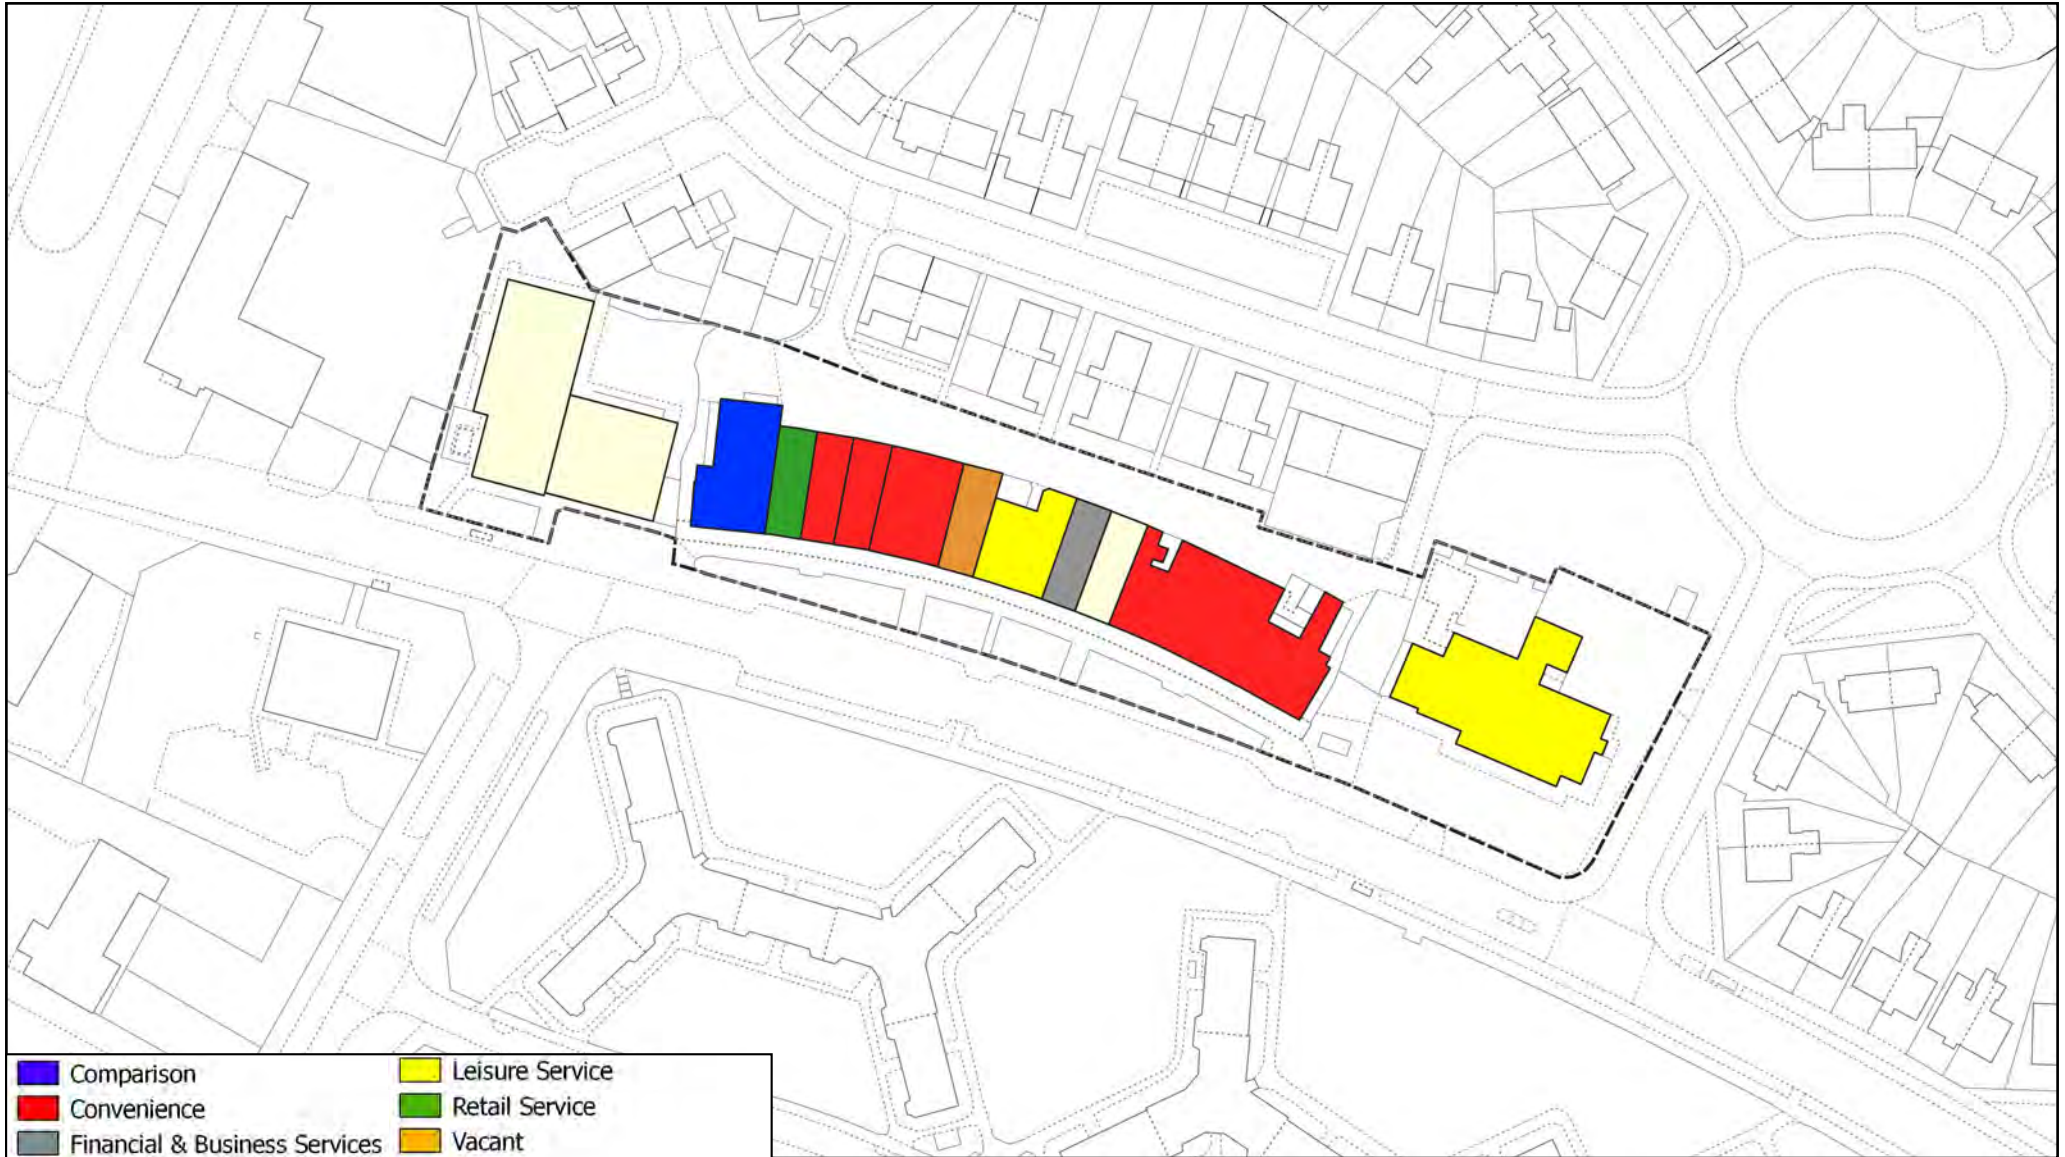 Comparison
Convenience
Financial & Business Services
Leisure Service
Retail Service
Vacant